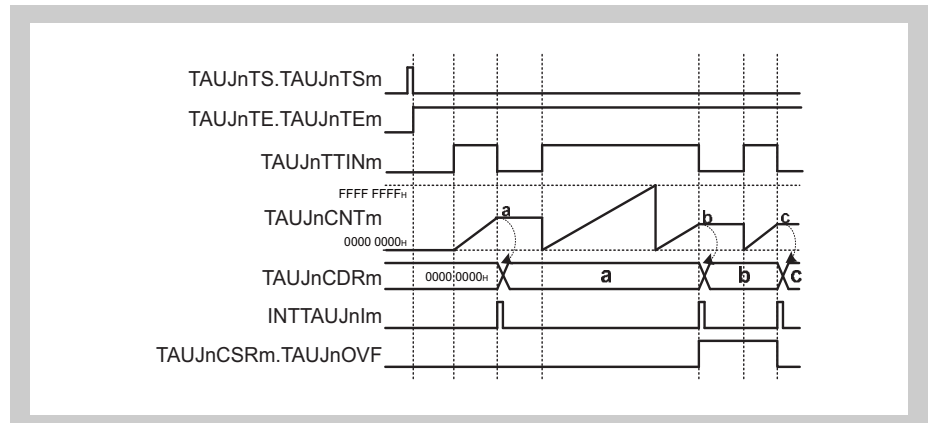 TAUJnTS.TAUJnTSm
TAUJnTE.TAUJnTEm
TAUJnTTINm
FFFF FFFFH
TAUJnCNTm
a b c
0000 0000H
TAUJnCDRm
0000 0000H a b c
INTTAUJnIm
TAUJnCSRm.TAUJnOVF